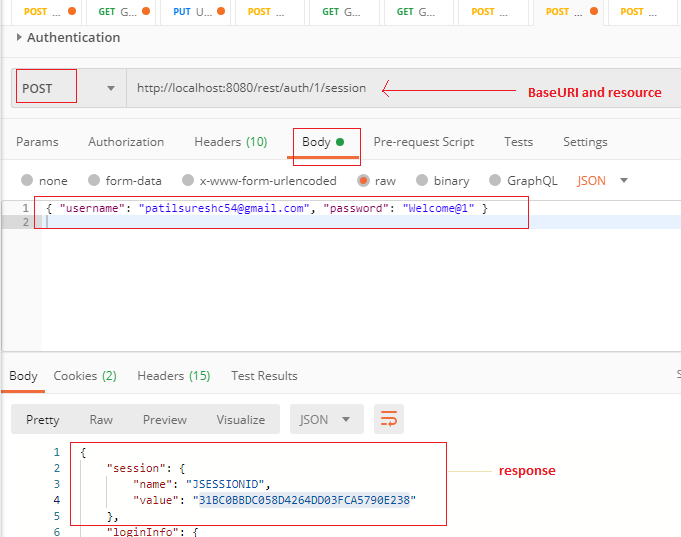 POST ... GET G... PUT U... POST ... GET G... GET G... POST ... POST ... POST ...
Authentication
POST http://localhost:8080/rest/auth/1/session BaseURI and resource
Params Authorization Headers (10) Body Pre-request Script Tests Settings
none form-data x-www-form-urlencoded raw binary GraphQL JSON
1 { "username": "patilsureshc54@gmail.com", "password": "Welcome@1" }
2
Body Cookies (2) Headers (15) Test Results S
Pretty Raw Preview Visualize JSON
1 {
2 "session": {
3 "name": "JSESSIONID",
4 "value": "31BC0BBDC058D4264DD03FCA5790E238"
5 },
6 "loginInfo": {
response